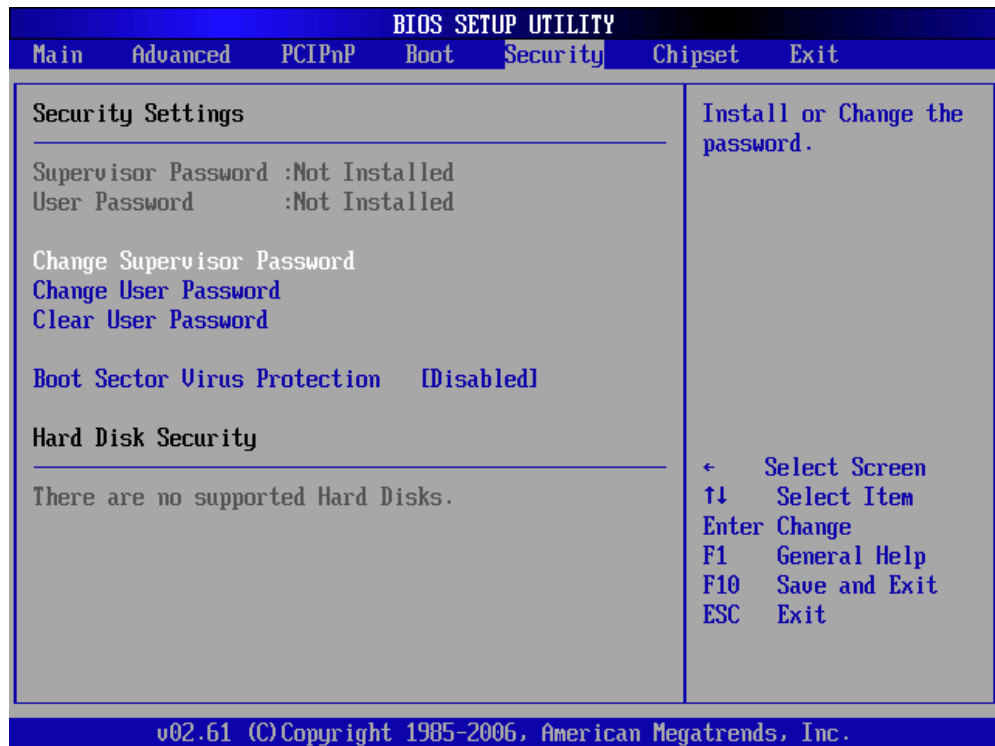 BIOS SETUP UTILITY
Main Advanced PCIPnP Boot Security Chipset Exit
Security Settings
Supervisor Password :Not Installed
User Password :Not Installed
Change Supervisor Password
Change User Password
Clear User Password
Boot Sector Virus Protection [Disabled]
Hard Disk Security
There are no supported Hard Disks.
Install or Change the
password.
← Select Screen
↑↓ Select Item
Enter Change
F1 General Help
F10 Save and Exit
ESC Exit
v02.61 (C)Copyright 1985-2006, American Megatrends, Inc.